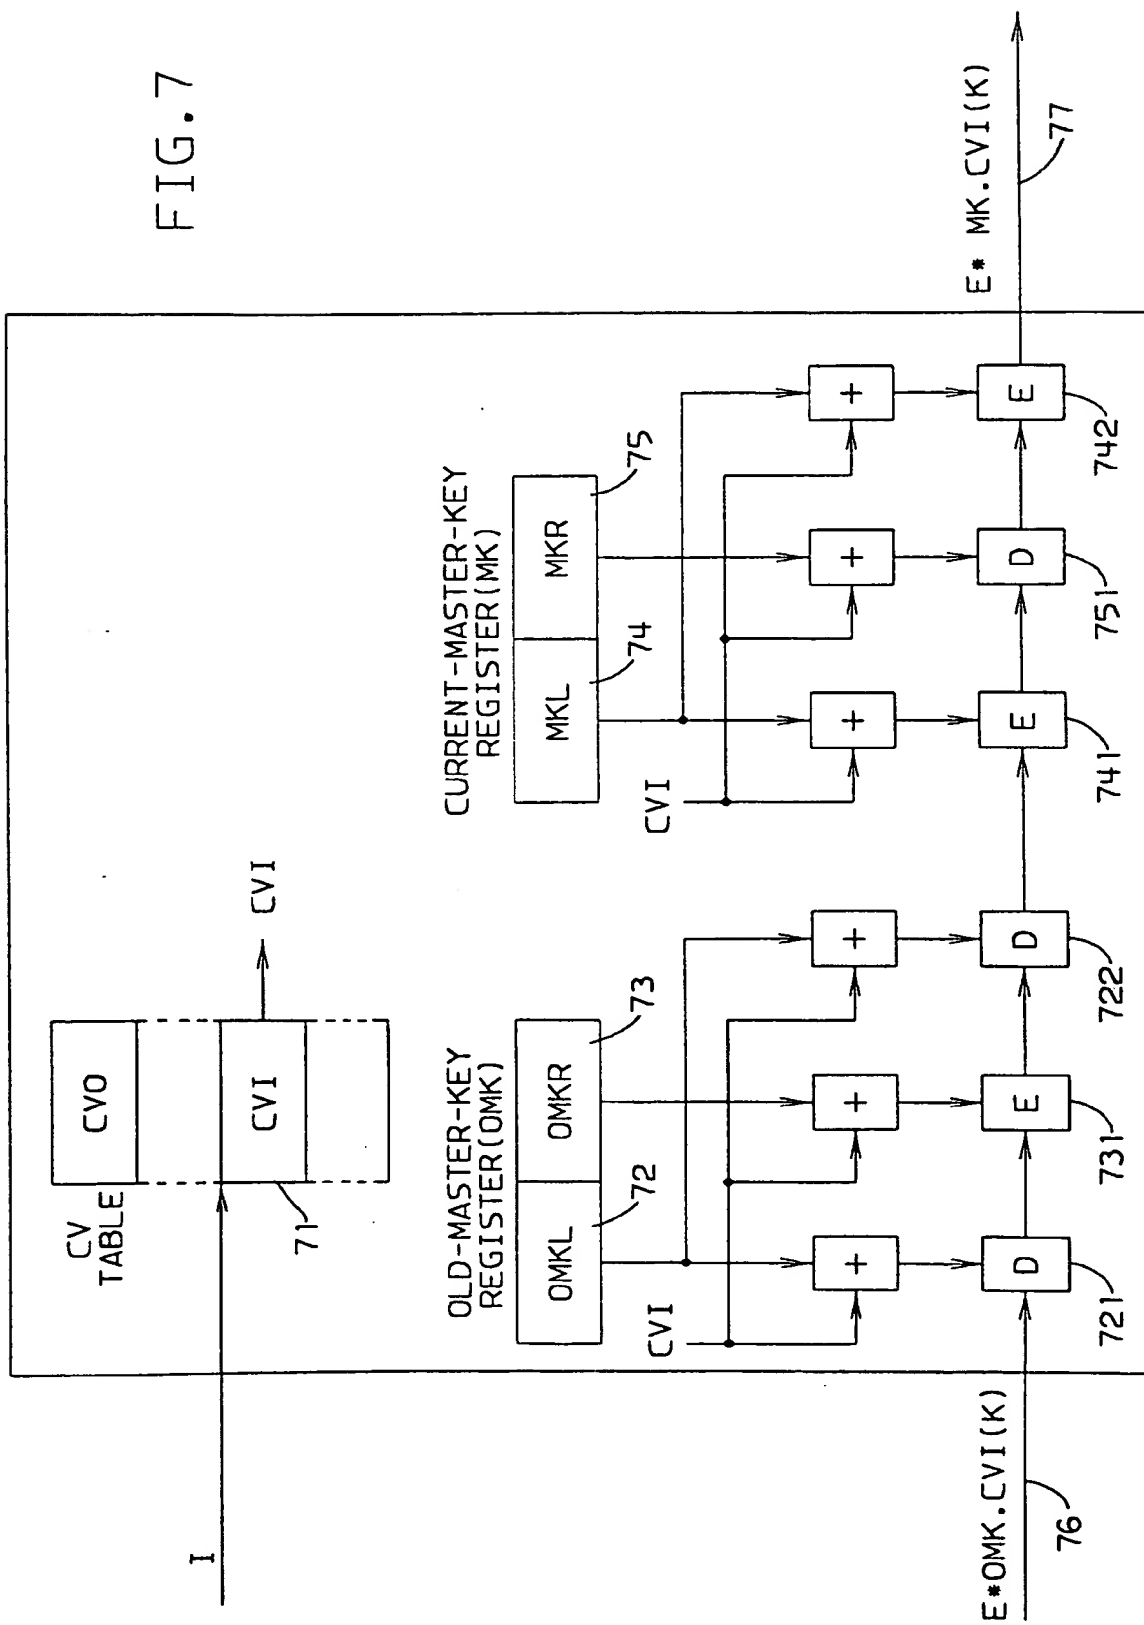 FIG.7
I
CV
TABLE
CVO
CVI
CVI
71
OLD-MASTER-KEY
REGISTER(OMK)
OMKL
OMKR
72
73
CURRENT-MASTER-KEY
REGISTER(MK)
MKL
MKR
74
75
CVI
CVI
+
+
+
+
+
+
E*OMK.CVI(K)
D
E
D
E
D
E
E* MK.CVI(K)
76
721
731
722
741
751
742
77